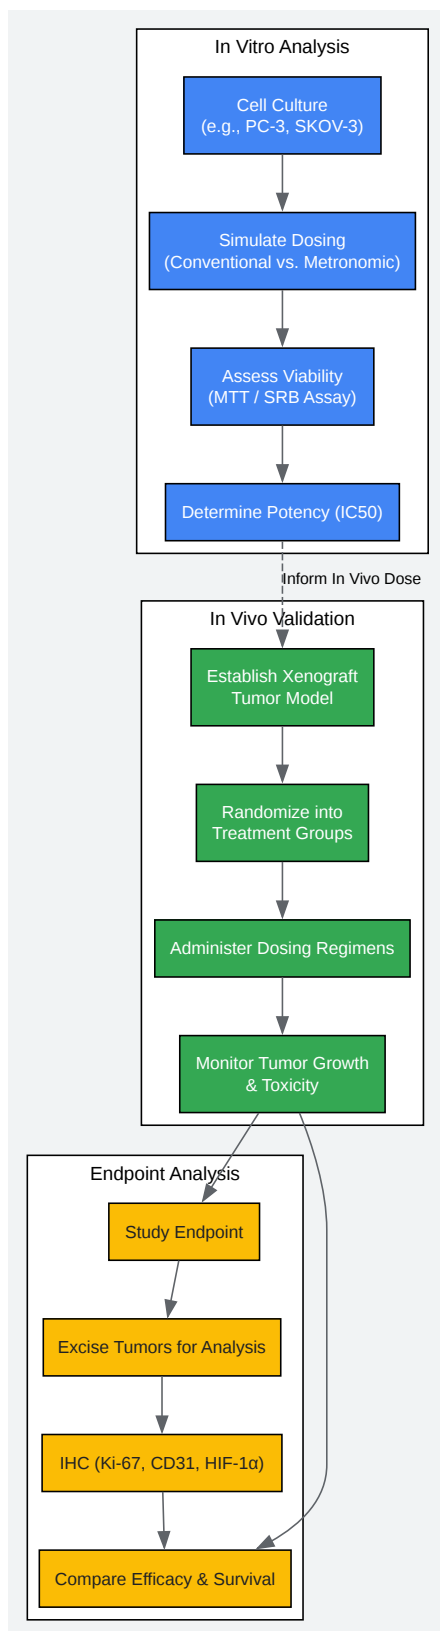 In Vitro Analysis
Cell Culture
(e.g., PC-3, SKOV-3)
Simulate Dosing
(Conventional vs. Metronomic)
Assess Viability
(MTT / SRB Assay)
Determine Potency (IC50)
Inform In Vivo Dose
In Vivo Validation
Establish Xenograft
Tumor Model
Randomize into
Treatment Groups
Administer Dosing Regimens
Monitor Tumor Growth
& Toxicity
Endpoint Analysis
Study Endpoint
Excise Tumors for Analysis
IHC (Ki-67, CD31, HIF-1α)
Compare Efficacy & Survival